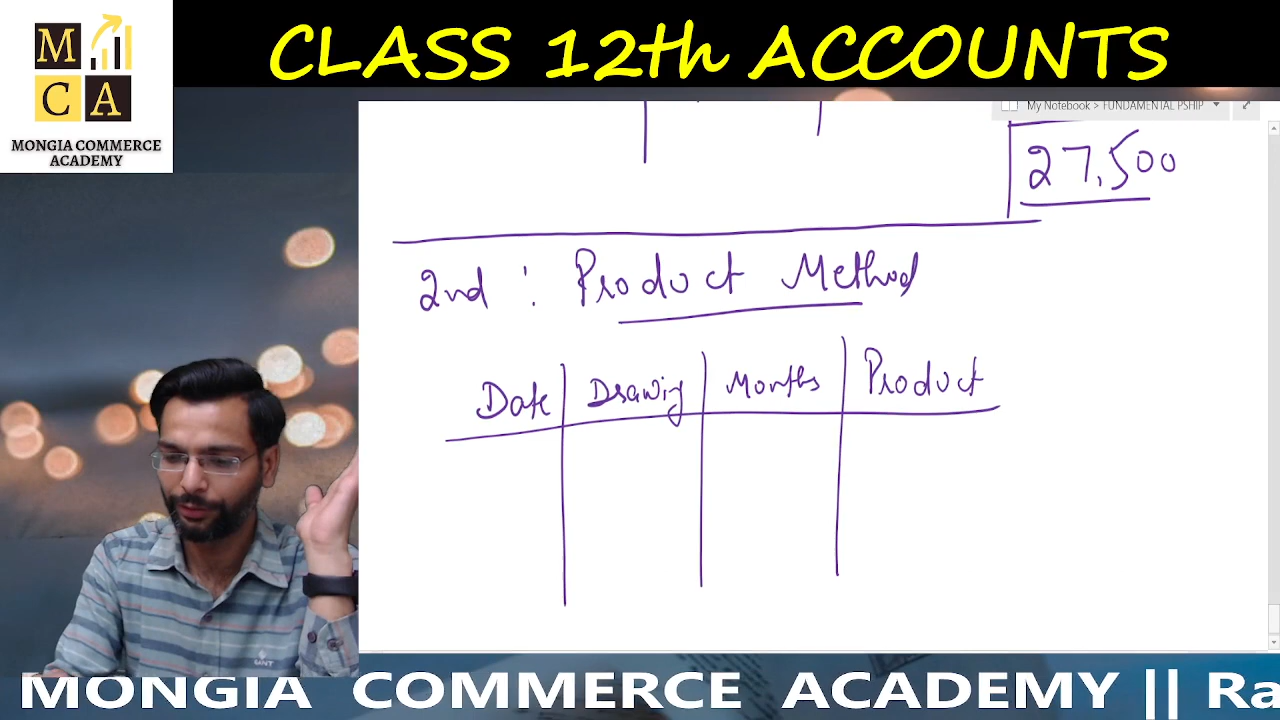 M
C A
MONGIA COMMERCE
ACADEMY
CLASS 12th ACCOUNTS
My Notebook > FUNDAMENTAL PSHIP
27,500
2nd : Product Method
Date Drawing Months Product
GANT
MONGIA COMMERCE ACADEMY || Ra